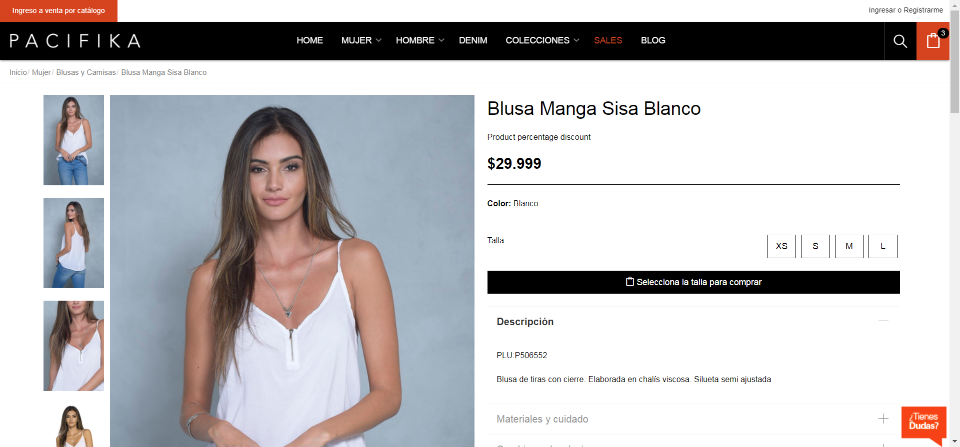 Ingreso a venta por catálogo
Ingresar o Registrarme
PACIFIKA
HOME MUJER HOMBRE DENIM COLECCIONES SALES BLOG
3
Inicio/ Mujer/ Blusas y Camisas/ Blusa Manga Sisa Blanco
Blusa Manga Sisa Blanco
Product percentage discount
$29.999
Color: Blanco
Talla
XS S M L
Selecciona la talla para comprar
Descripción
PLU:P506552
Blusa de tiras con cierre. Elaborada en chalís viscosa. Silueta semi ajustada
Materiales y cuidado
¿Tienes
Dudas?